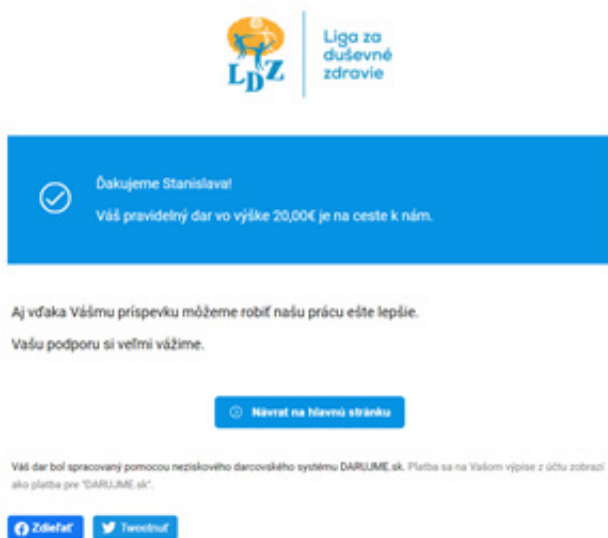 LDZ
Liga za
duševné
zdravie
Ďakujeme Stanislava!
Váš pravidelný dar vo výške 20,00€ je na ceste k nám.
Aj vďaka Vášmu príspevku môžeme robiť našu prácu ešte lepšie.
Vašu podporu si veľmi vážime.
Návrat na hlavnú stránku
Váš dar bol spracovaný pomocou neziskového darcovského systému DARUJME.sk. Platba sa na Vašom výpise z účtu zobrazí
ako platba pre "DARUJME.sk".
Zdieľať Tweetnuť